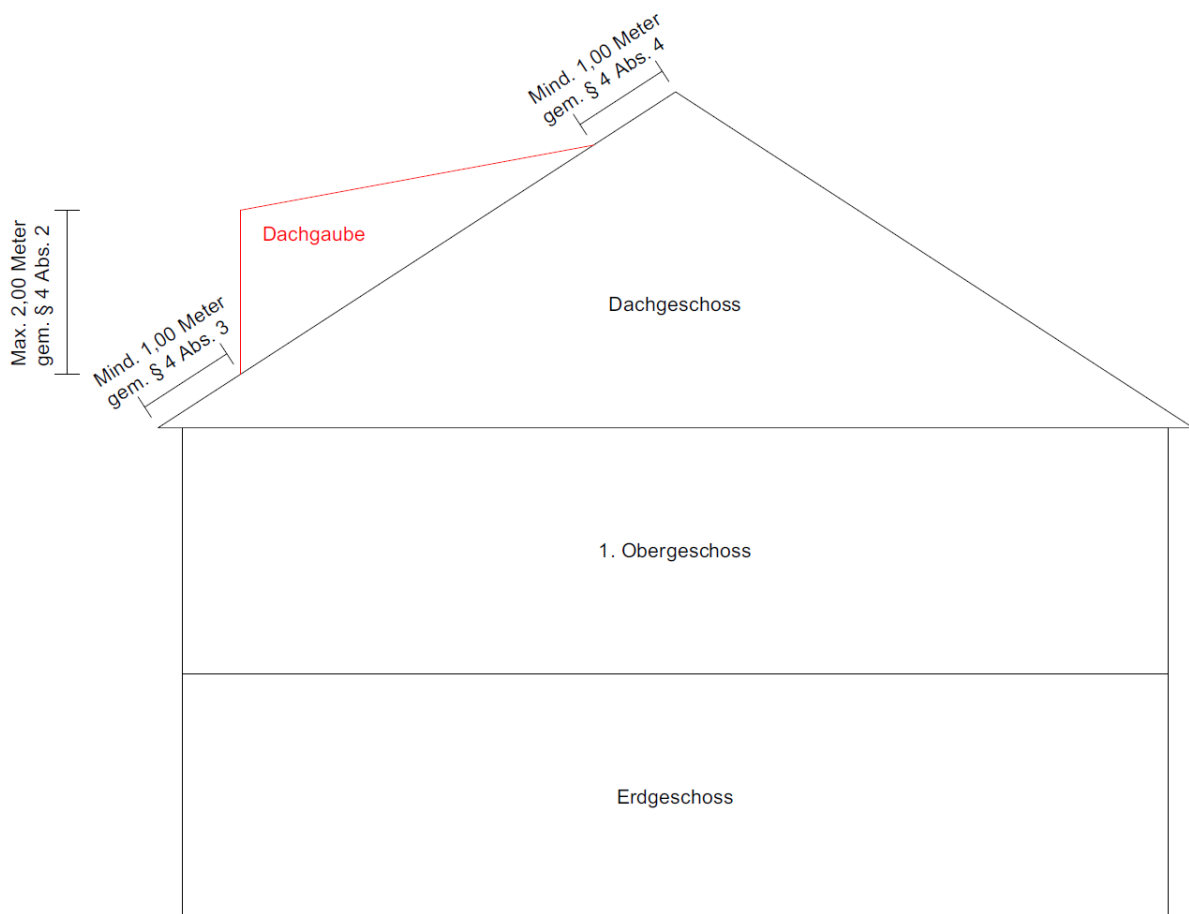 Mind. 1,00 Meter
gem. § 4 Abs. 4
Dachgaube
Max. 2,00 Meter
gem. § 4 Abs. 2
Mind. 1,00 Meter
gem. § 4 Abs. 3
Dachgeschoss
1. Obergeschoss
Erdgeschoss